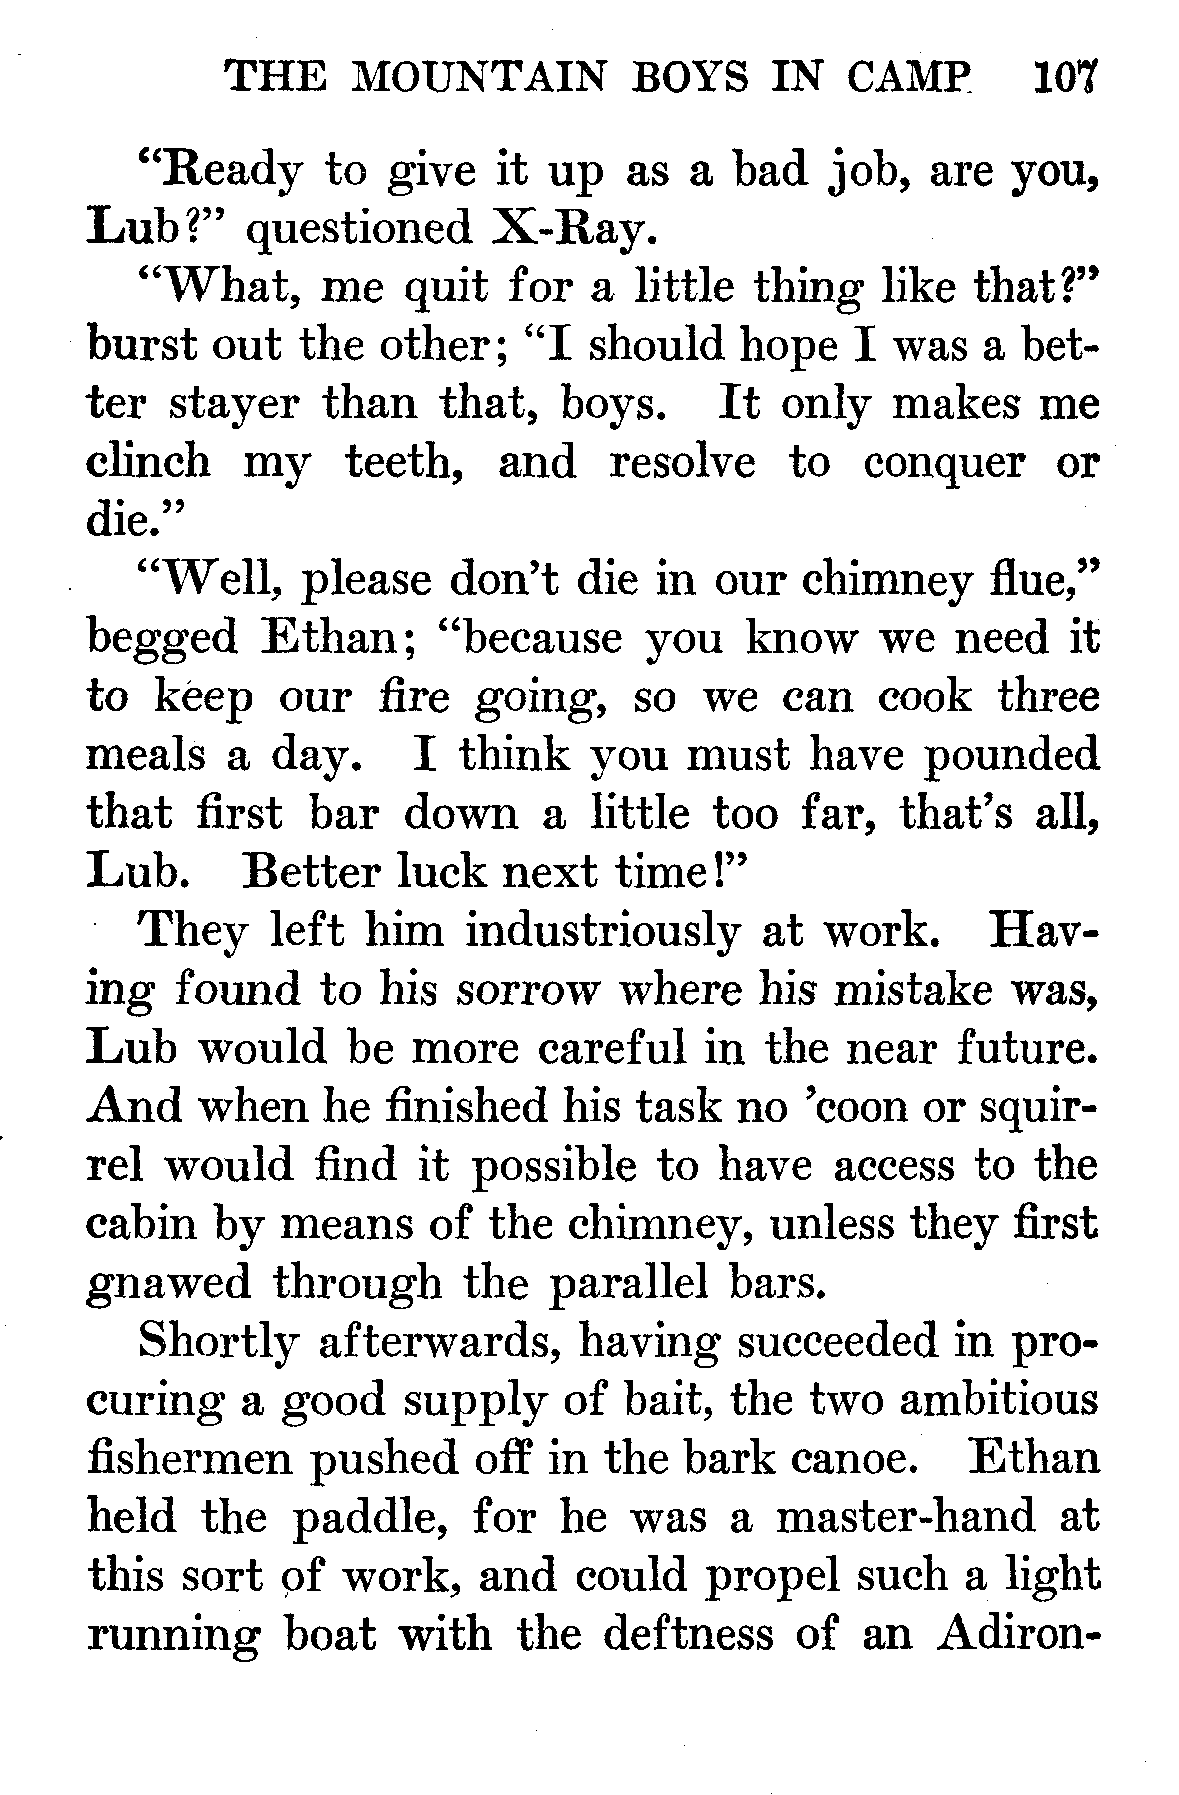 THE MOUNTAIN BOYS IN CAMP 107
“Ready to give it up as a bad job, are you,
Lub?” questioned X-Ray.
“What, me quit for a little thing like that?”
burst out the other; “I should hope I was a bet-
ter stayer than that, boys. It only makes me
clinch my teeth, and resolve to conquer or
die.”
“Well, please don’t die in our chimney flue,”
begged Ethan; “because you know we need it
to keep our fire going, so we can cook three
meals a day. I think you must have pounded
that first bar down a little too far, that’s all,
Lub. Better luck next time!”
They left him industriously at work. Hav-
ing found to his sorrow where his mistake was,
Lub would be more careful in the near future.
And when he finished his task no ’coon or squir-
rel would find it possible to have access to the
cabin by means of the chimney, unless they first
gnawed through the parallel bars.
Shortly afterwards, having succeeded in pro-
curing a good supply of bait, the two ambitious
fishermen pushed off in the bark canoe. Ethan
held the paddle, for he was a master-hand at
this sort of work, and could propel such a light
running boat with the deftness of an Adiron-